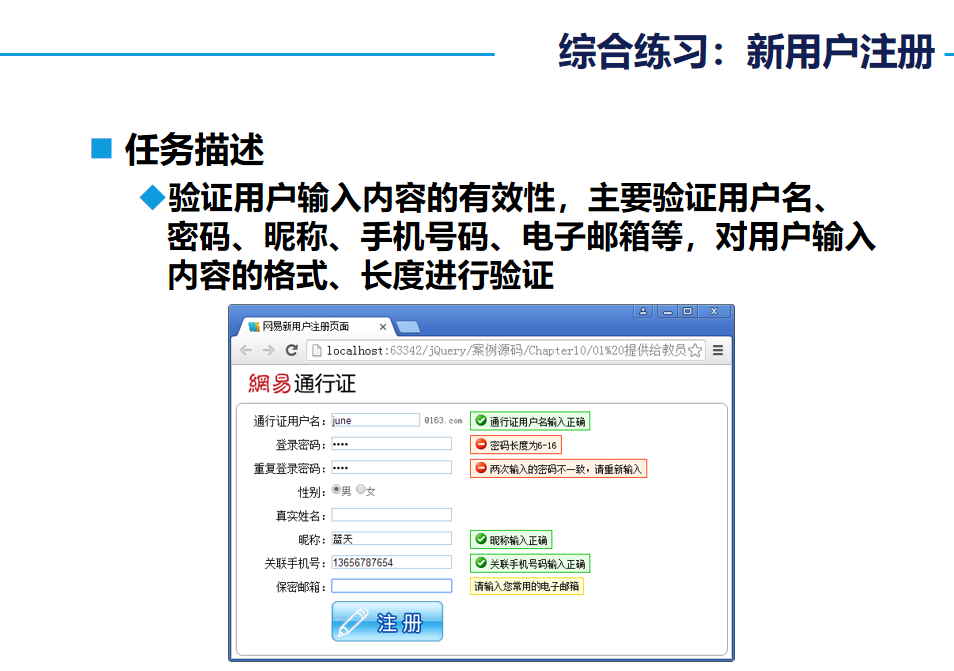 综合练习：新用户注册
任务描述
验证用户输入内容的有效性，主要验证用户名、
密码、昵称、手机号码、电子邮箱等，对用户输入
内容的格式、长度进行验证
网易新用户注册页面
localhost:63342/jQuery/案例源码/Chapter10/01%20提供给教员
網易通行证
通行证用户名： june @163.com 通行证用户名输入正确
登录密码： •••• 密码长度为6-16
重复登录密码： •••• 两次输入的密码不一致，请重新输入
性别： 男 女
真实姓名：
昵称： 蓝天 昵称输入正确
关联手机号： 13656787654 关联手机号码输入正确
保密邮箱： 请输入您常用的电子邮箱
注册